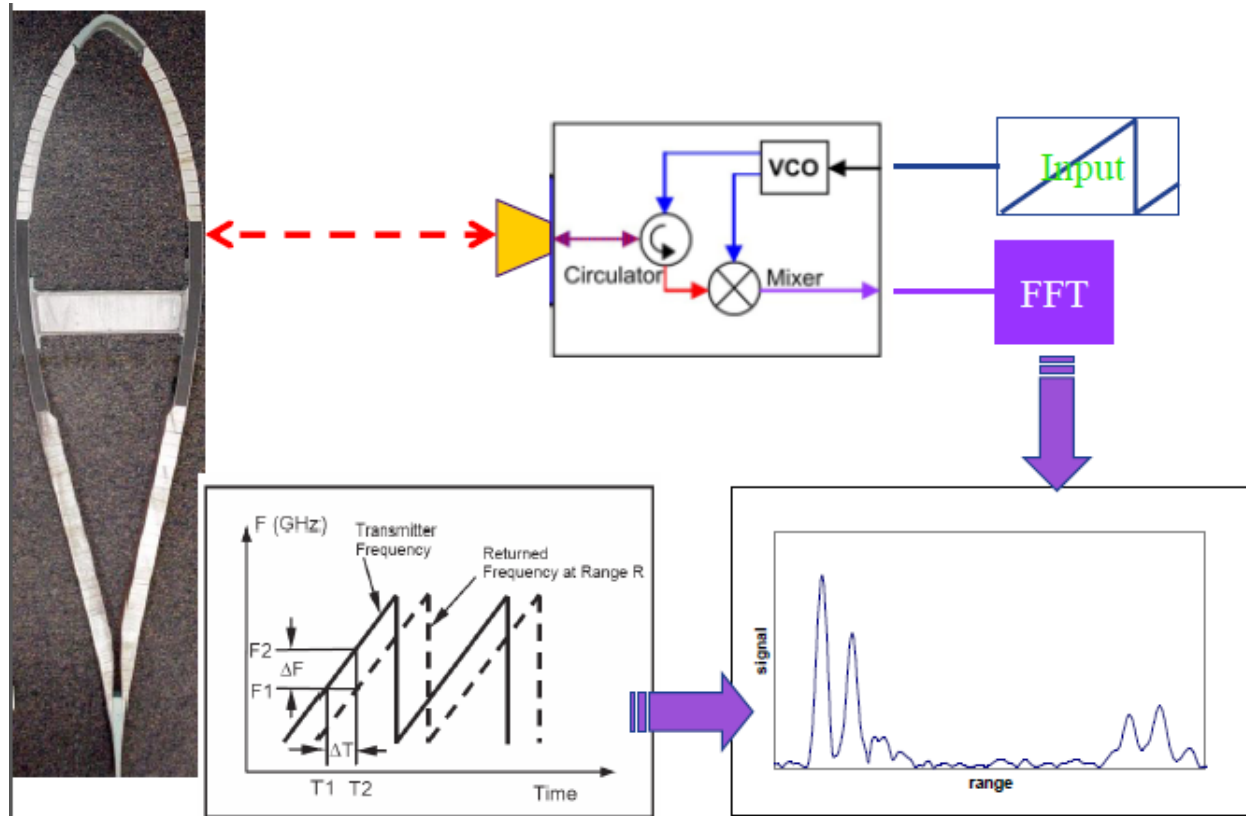 VCO
Input
Circulator
Mixer
FFT
F (GHz)
Transmitter
Frequency
Returned
Frequency at Range R
F2
ΔF
F1
ΔT
T1 T2
Time
signal
range